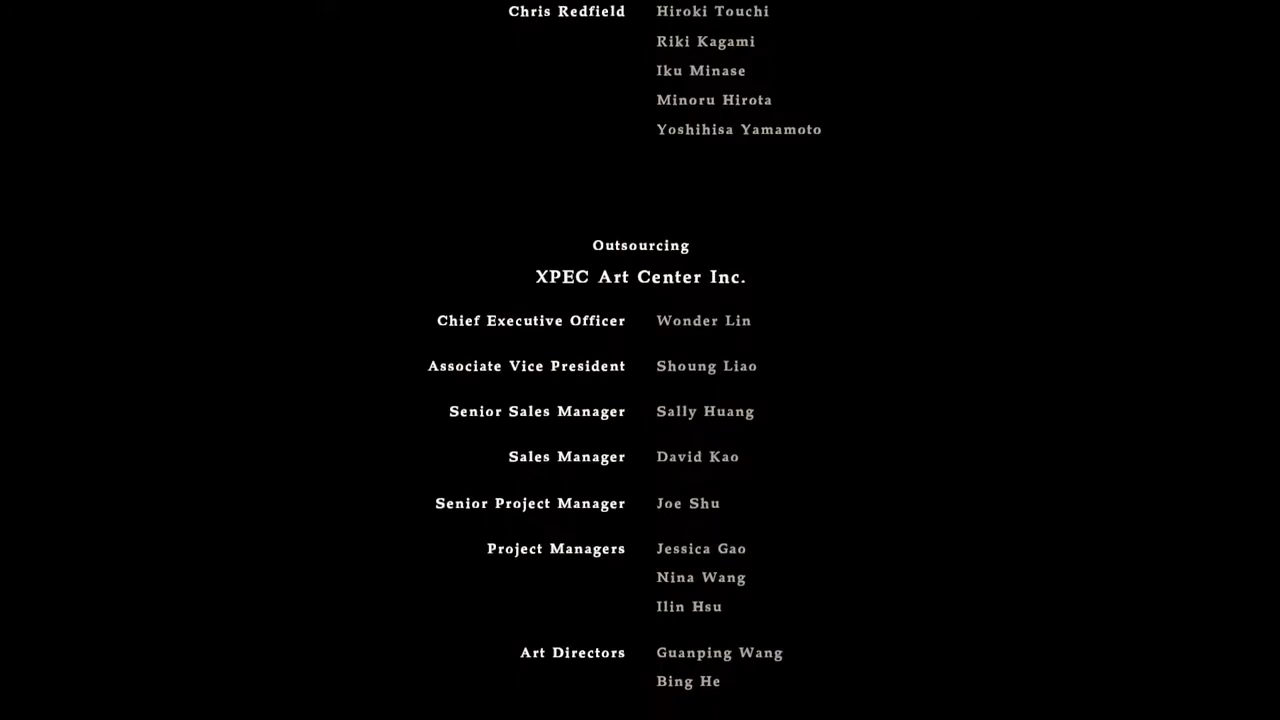 Chris Redfield Hiroki Touchi
Riki Kagami
Iku Minase
Minoru Hirota
Yoshihisa Yamamoto
Outsourcing
XPEC Art Center Inc.
Chief Executive Officer Wonder Lin
Associate Vice President Shoung Liao
Senior Sales Manager Sally Huang
Sales Manager David Kao
Senior Project Manager Joe Shu
Project Managers Jessica Gao
Nina Wang
Ilin Hsu
Art Directors Guanping Wang
Bing He